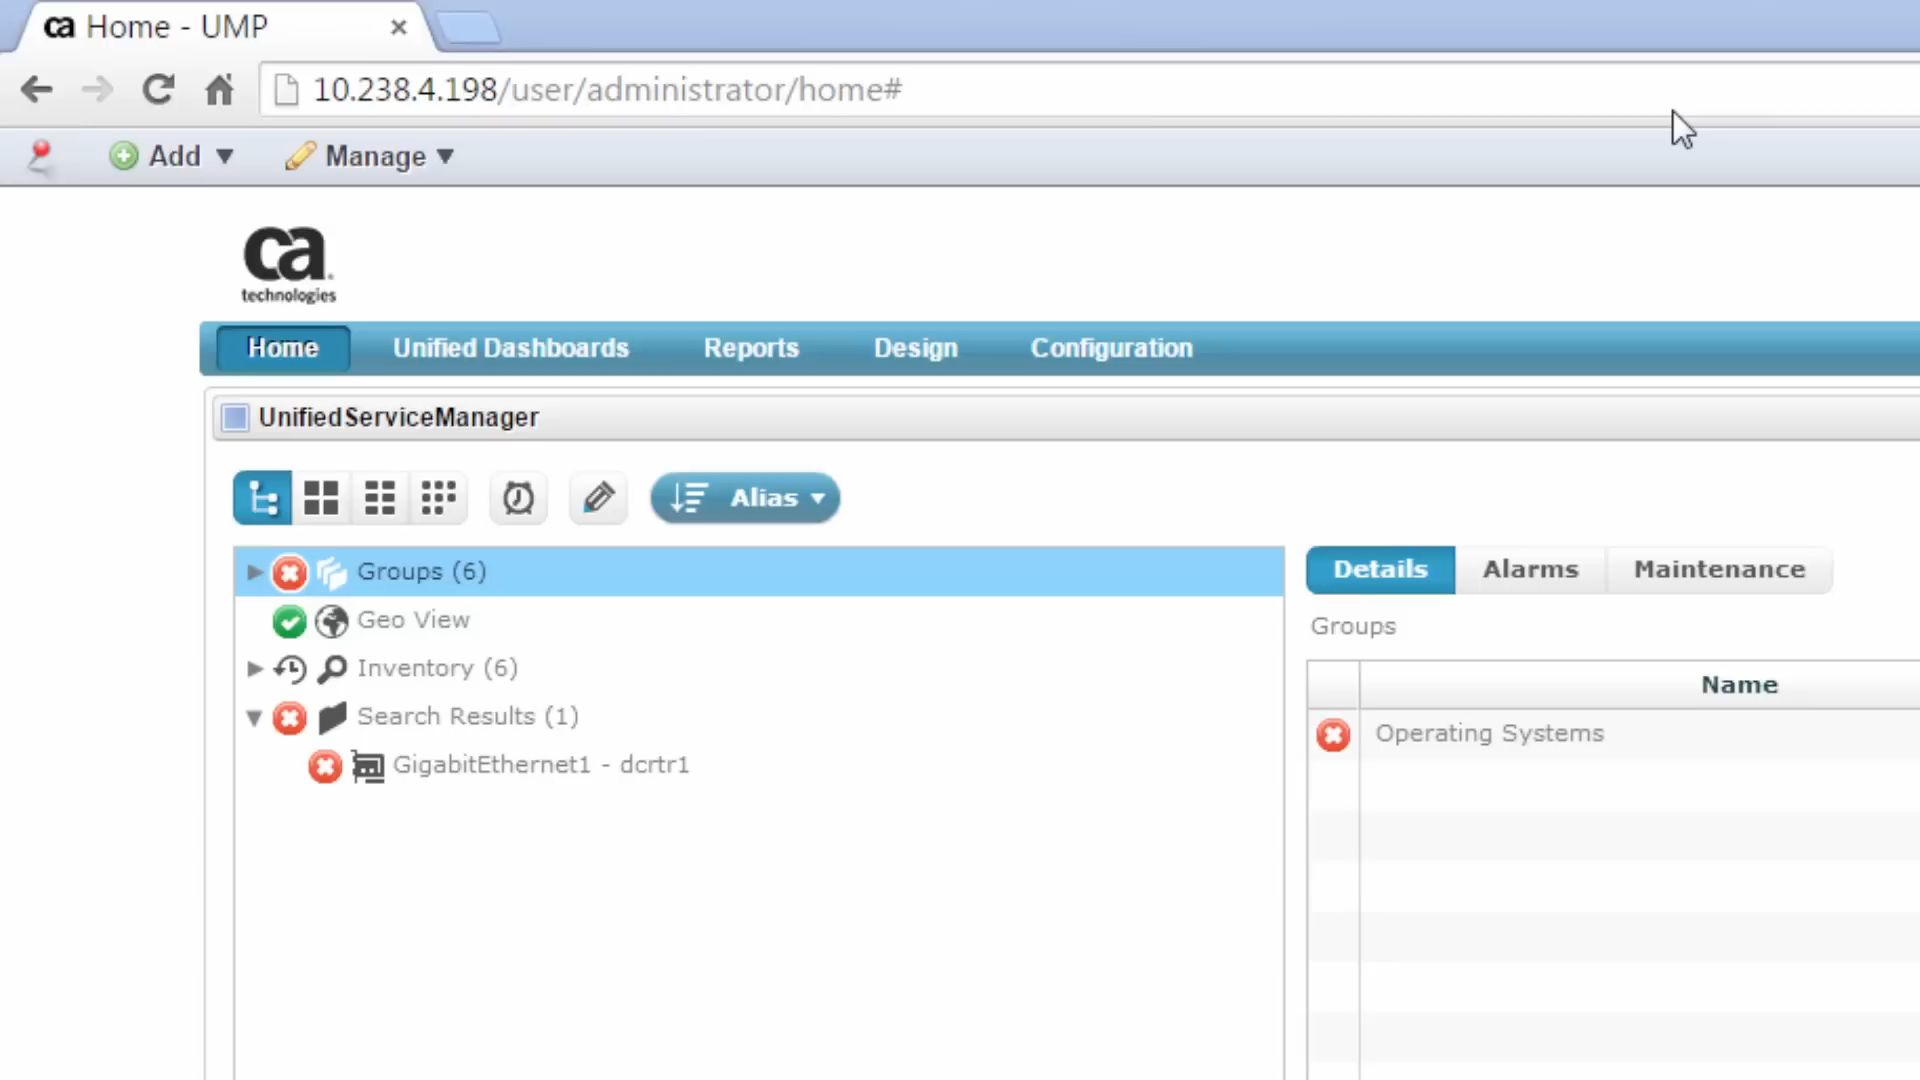 ca Home - UMP
10.238.4.198/user/administrator/home#
Add Manage
ca
technologies
Home Unified Dashboards Reports Design Configuration
UnifiedServiceManager
Alias
Groups (6)
Geo View
Inventory (6)
Search Results (1)
GigabitEthernet1 - dcrtr1
Details Alarms Maintenance
Groups
Name
Operating Systems